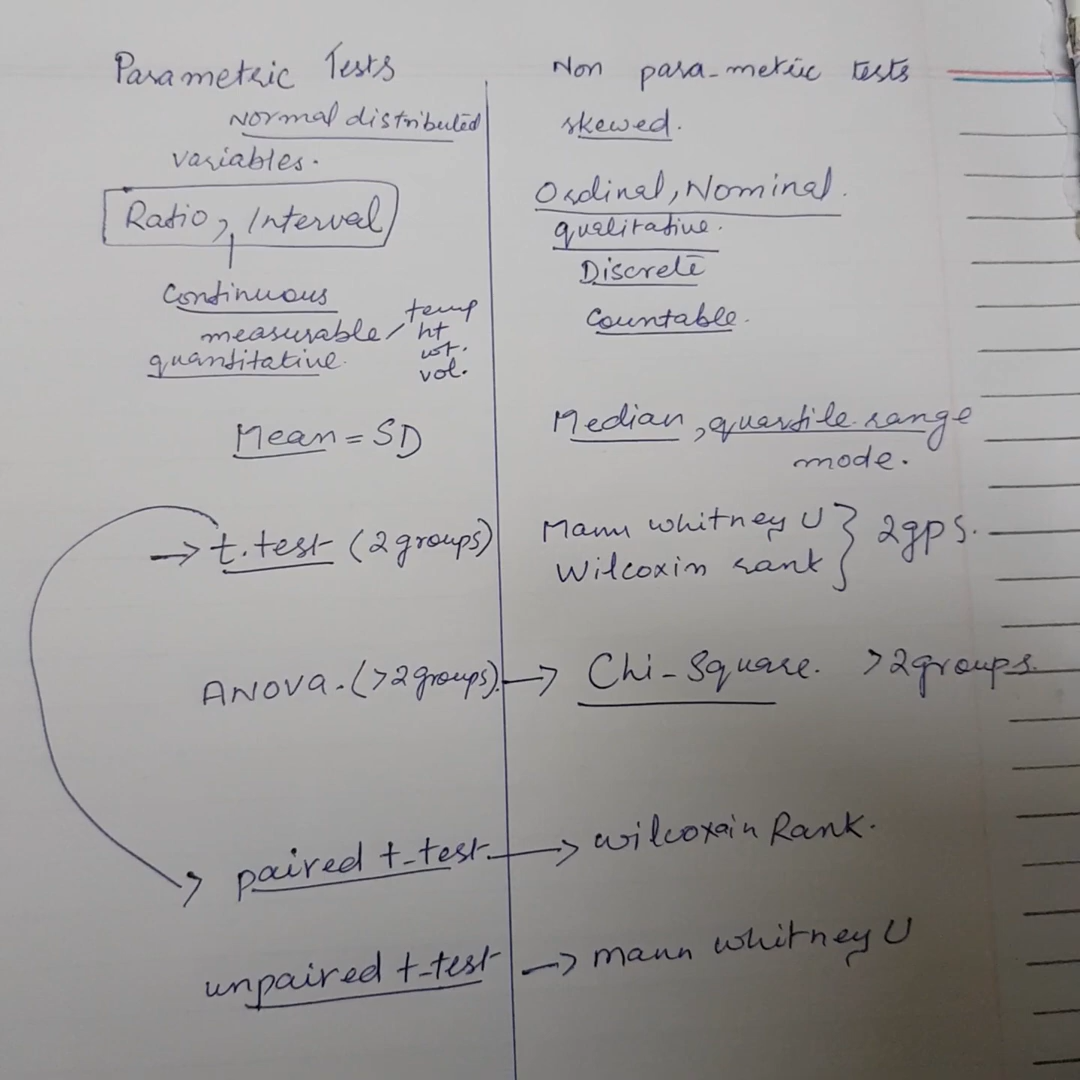 Parametric Tests
Normal distributed
variables.
Ratio, Interval
Continuous
measurable / temp
ht
wt.
vol.
quantitative.
Mean = SD
→ t.test (2 groups)
ANOVA. (>2 groups). →
paired t-test →
unpaired t-test →
Non para-metric tests
skewed.
Ordinal, Nominal.
qualitative.
Discrete
Countable.
Median, quartile range
mode.
Mann whitney U } 2gps.
Wilcoxin rank
Chi-Square. >2groups.
wilcoxain Rank.
mann whitney U